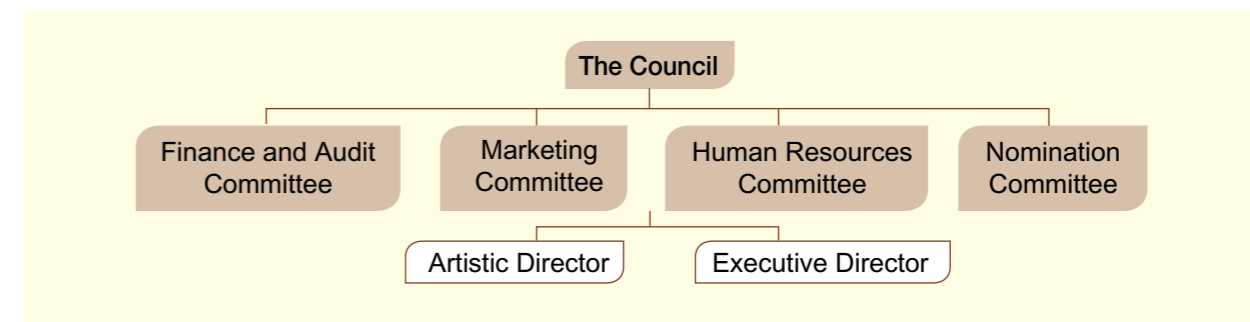 The Council
Finance and Audit
Committee
Marketing
Committee
Human Resources
Committee
Nomination
Committee
Artistic Director
Executive Director